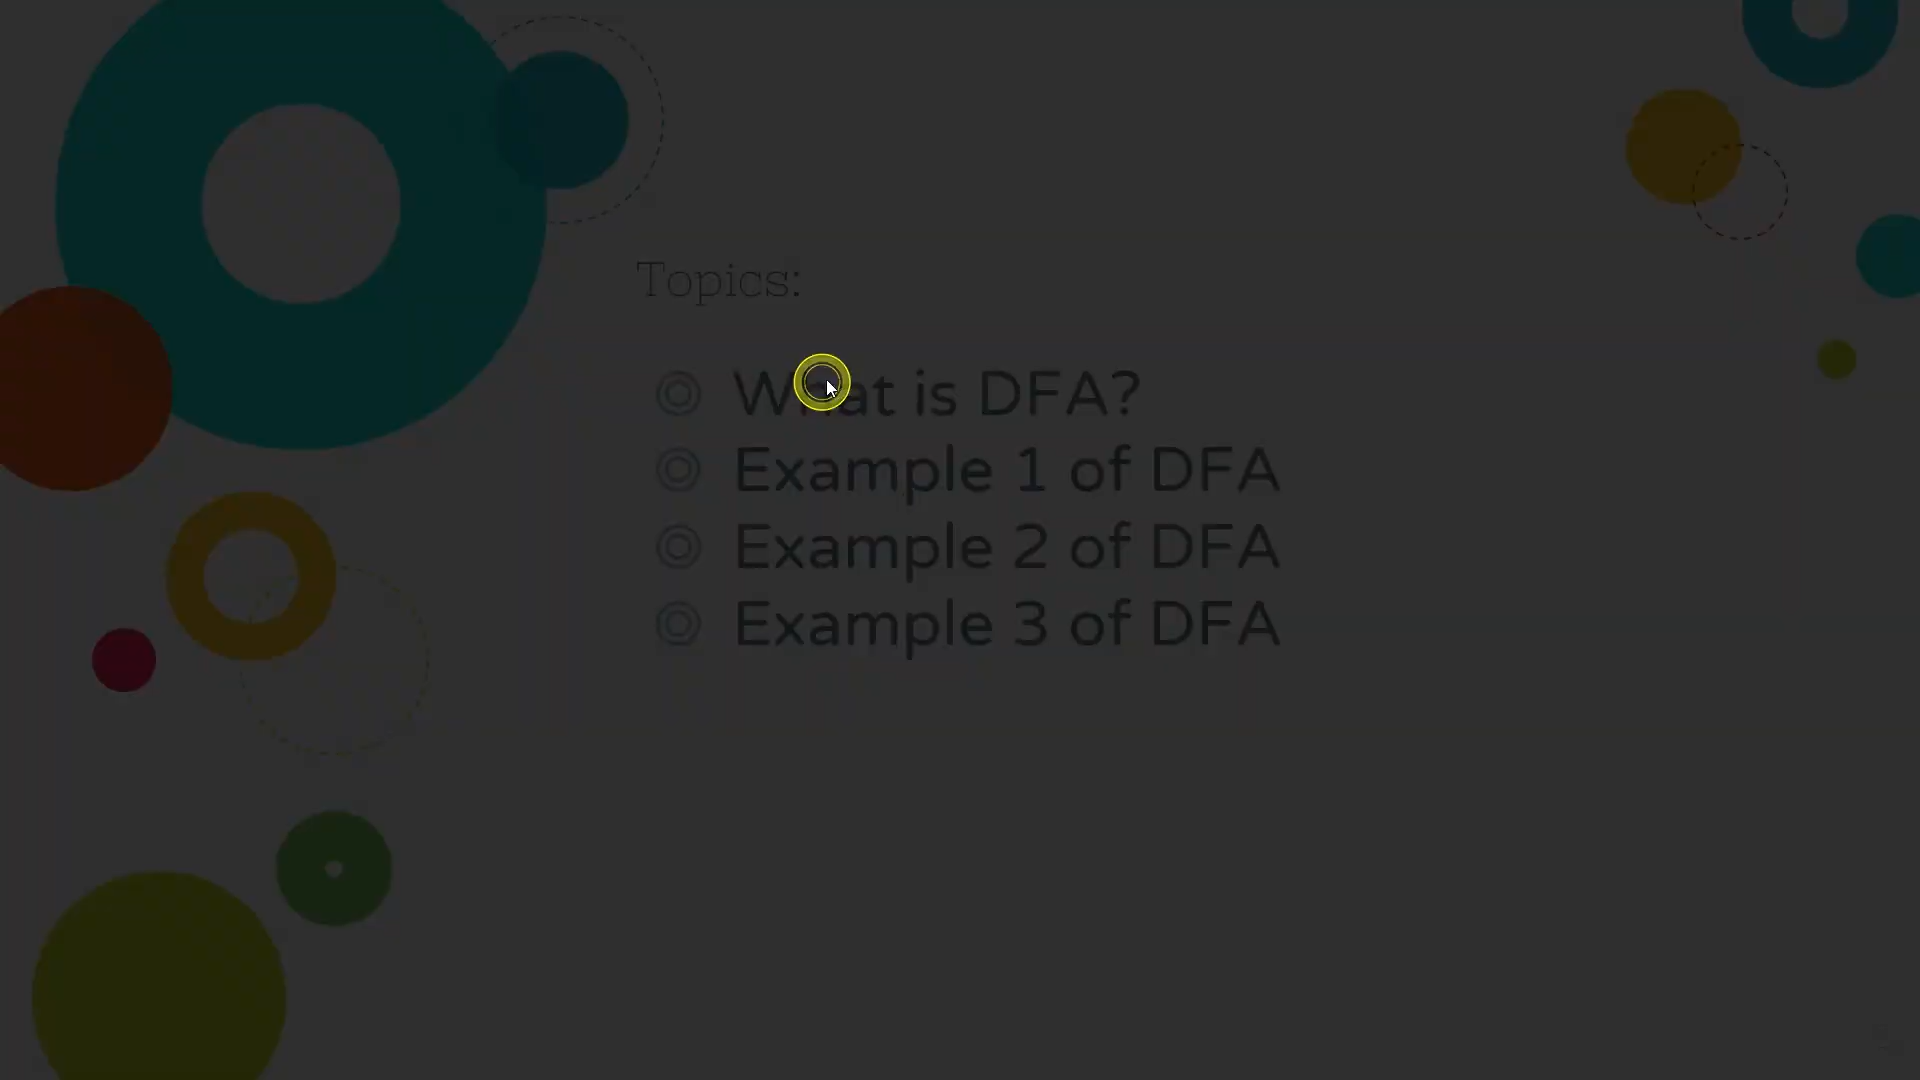 Topics:
What is DFA?
Example 1 of DFA
Example 2 of DFA
Example 3 of DFA